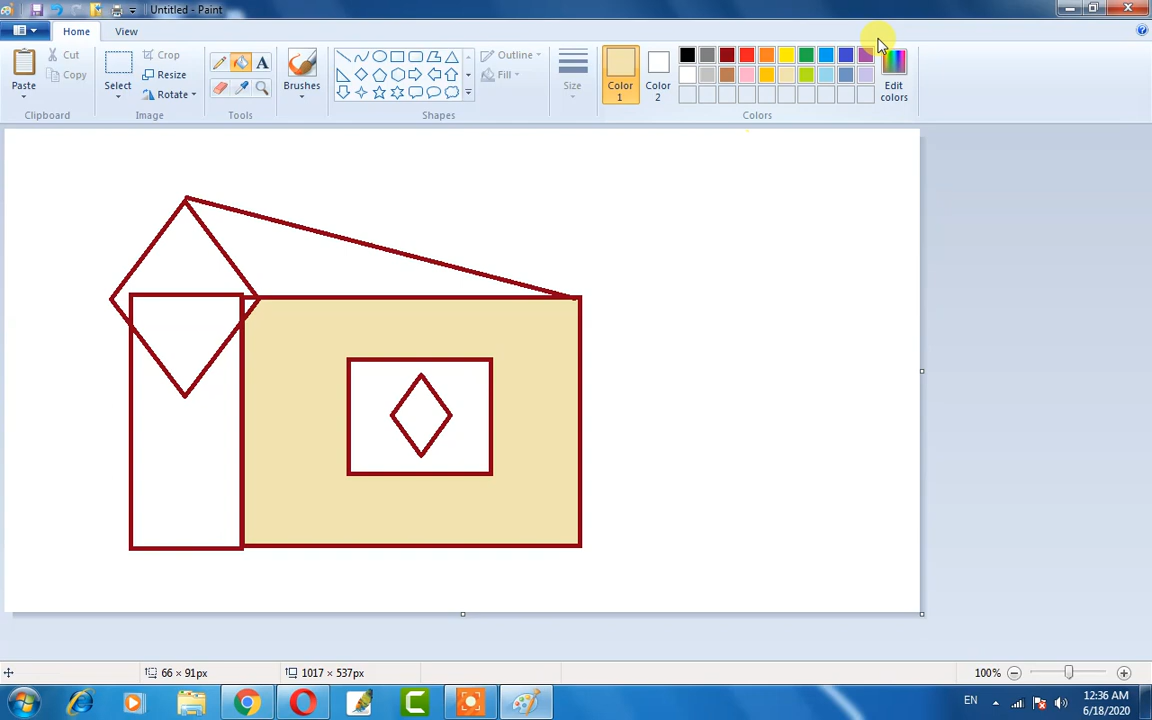 Untitled - Paint
Home View
Paste
Cut
Copy
Clipboard
Select
Crop
Resize
Rotate
Image
A
Tools
Brushes
Shapes
Outline
Fill
Size
Color 1
Color 2
Edit colors
Colors
66 × 91px
1017 × 537px
100%
EN
12:36 AM
6/18/2020